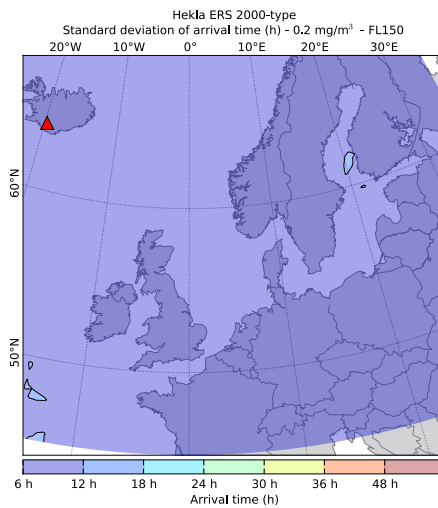 Hekla ERS 2000-type
Standard deviation of arrival time (h) - 0.2 mg/m³ - FL150
20°W 10°W 0° 10°E 20°E 30°E
60°N
50°N
6 h 12 h 18 h 24 h 30 h 36 h 48 h
Arrival time (h)